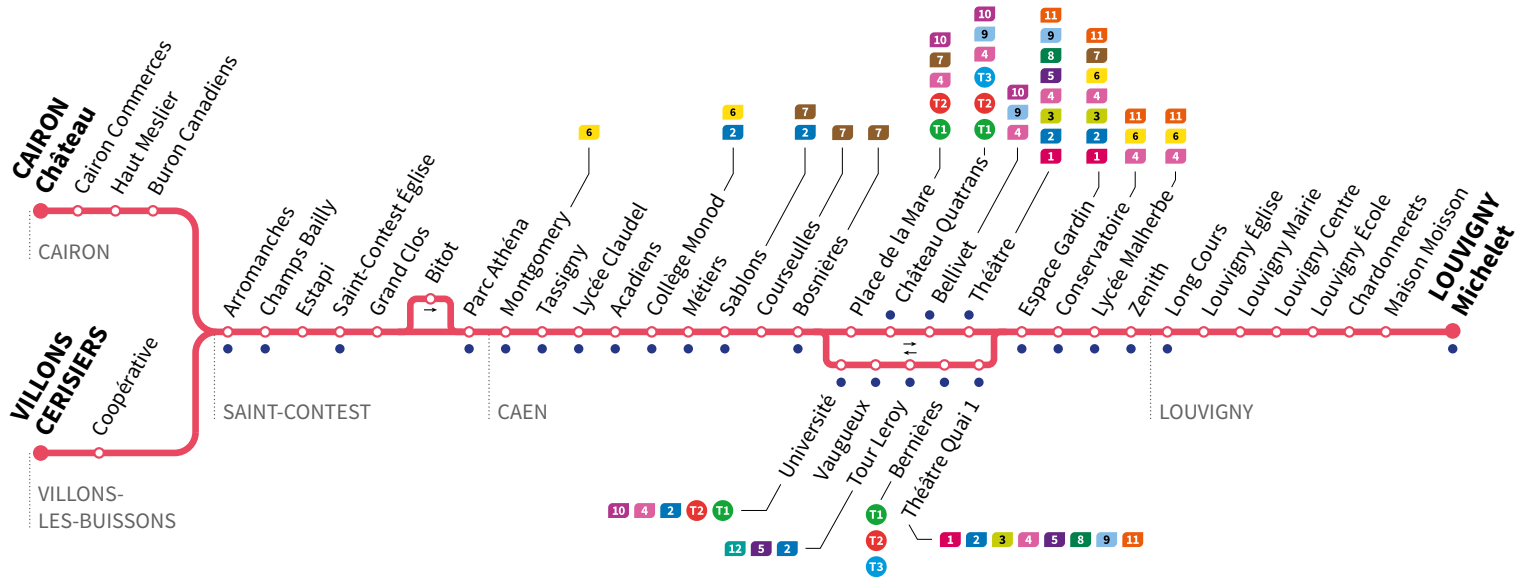 CAIRON
Château
Cairon Commerces
Haut Meslier
Buron Canadiens
CAIRON
VILLONS
CERISIERS
Coopérative
VILLONS-
LES-BUISSONS
Arromanches
Champs Bailly
Estapi
Saint-Contest Église
Grand Clos
Bitot
SAINT-CONTEST
Parc Athéna
Montgomery
6
Tassigny
Lycée Claudel
Acadiens
Collège Monod
6
2
Métiers
Sablons
7
2
Courseulles
7
Bosnières
7
CAEN
Place de la Mare
10
7
4
T2
T1
Château Quatrans
10
9
4
T3
T2
T1
Bellivet
10
9
4
Théâtre
11
9
8
5
4
3
2
1
Université
10 4 2 T2 T1
Vaugueux
Tour Leroy
12 5 2
Bernières
T1
T2
T3
Théâtre Quai 1
1 2 3 4 5 8 9 11
Espace Gardin
11
7
6
4
3
2
1
Conservatoire
11
6
4
Lycée Malherbe
11
6
4
Zenith
Long Cours
Louvigny Église
Louvigny Mairie
Louvigny Centre
Louvigny École
Chardonnerets
Maison Moisson
LOUVIGNY
Michelet
LOUVIGNY